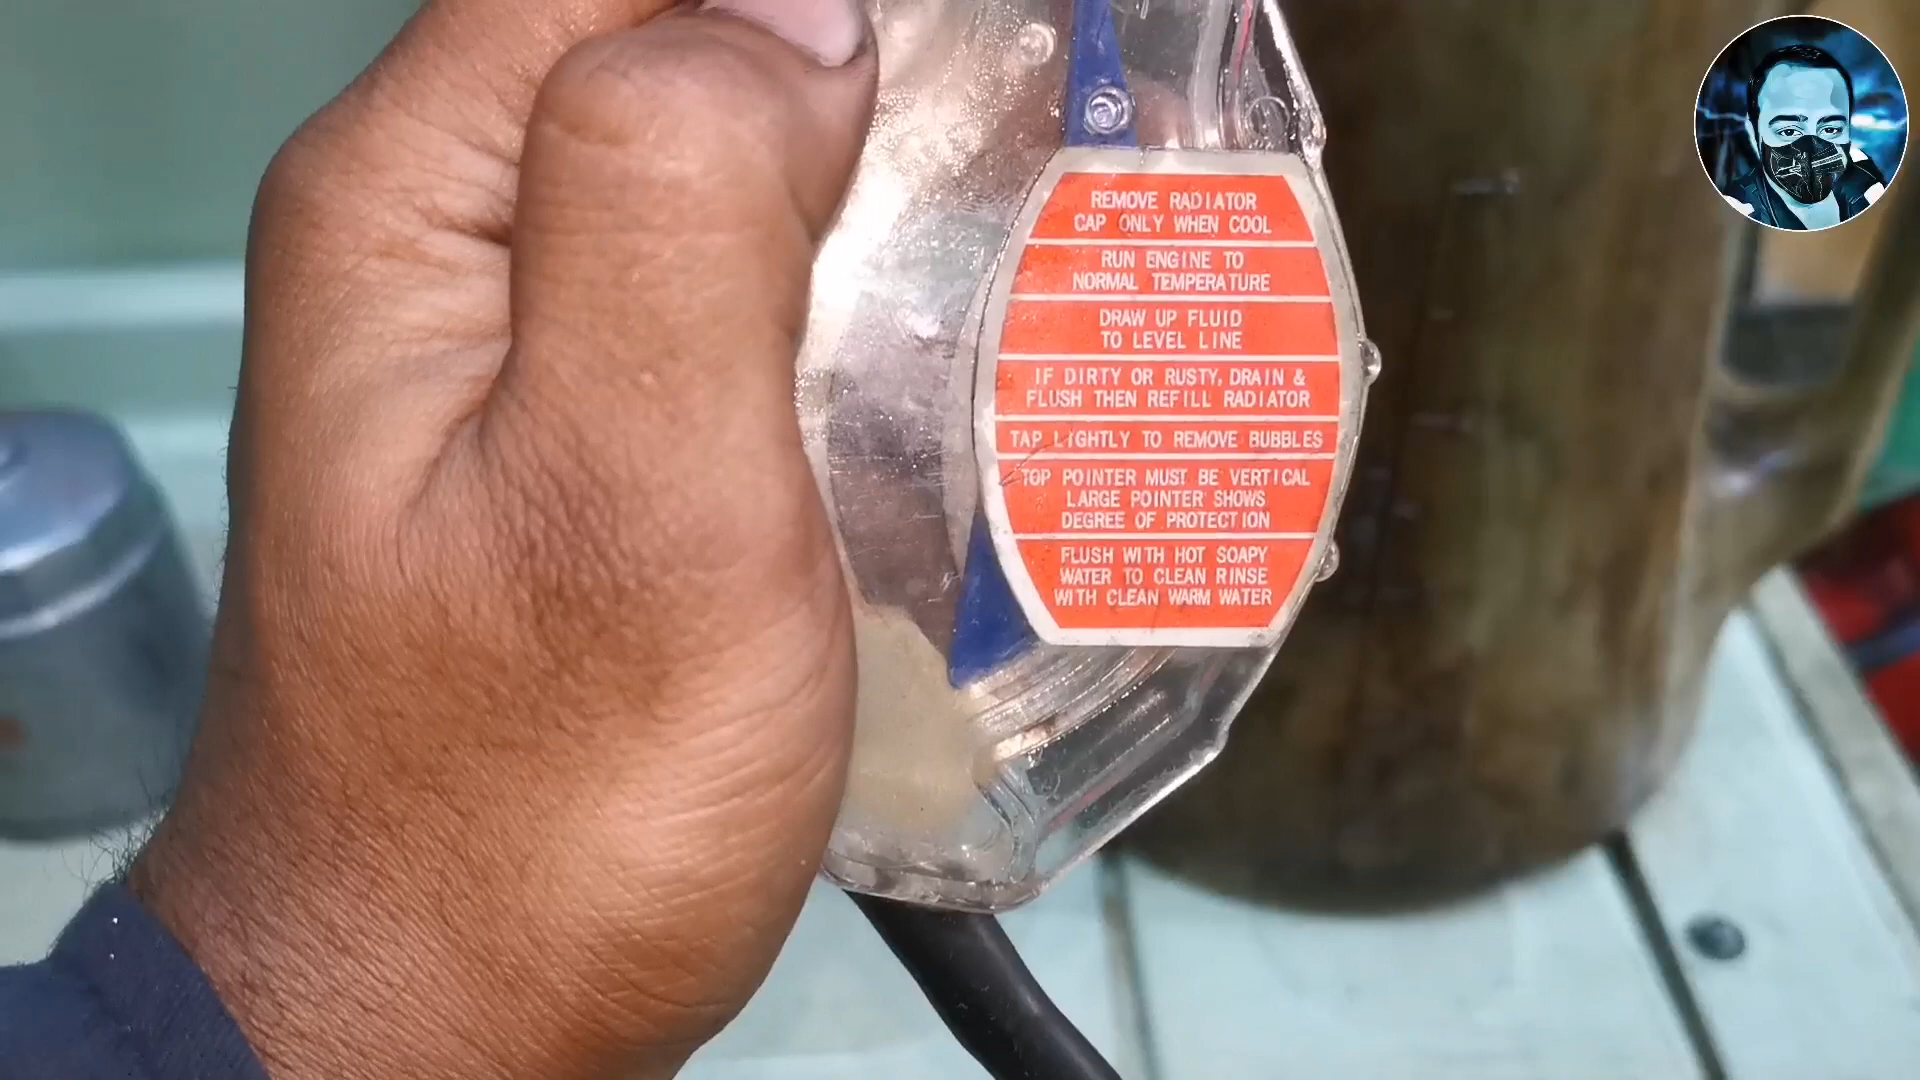 REMOVE RADIATOR
CAP ONLY WHEN COOL
RUN ENGINE TO
NORMAL TEMPERATURE
DRAW UP FLUID
TO LEVEL LINE
IF DIRTY OR RUSTY, DRAIN &
FLUSH THEN REFILL RADIATOR
TAP LIGHTLY TO REMOVE BUBBLES
TOP POINTER MUST BE VERTICAL
LARGE POINTER SHOWS
DEGREE OF PROTECTION
FLUSH WITH HOT SOAPY
WATER TO CLEAN RINSE
WITH CLEAN WARM WATER